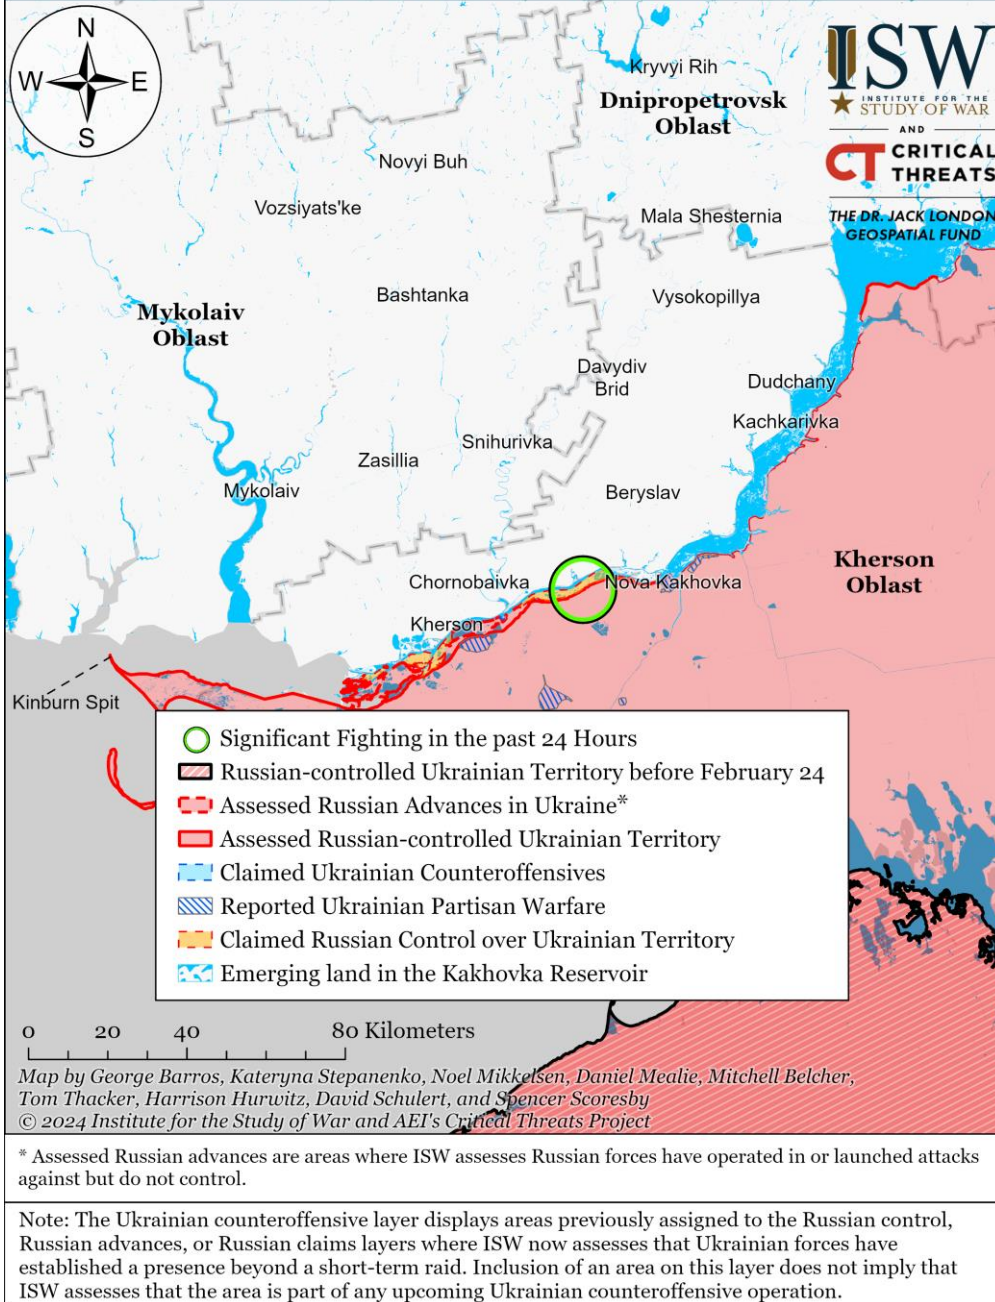 N
W
E
S
ISW
INSTITUTE FOR THE
STUDY OF WAR
AND
CT CRITICAL
THREATS
THE DR. JACK LONDON
GEOSPATIAL FUND
Kryvyi Rih
Dnipropetrovsk
Oblast
Novyi Buh
Vozsiyats'ke
Mala Shesternia
Bashtanka
Vysokopillya
Mykolaiv
Oblast
Davydiv
Brid
Dudchany
Kachkarivka
Snihurivka
Zasillia
Mykolaiv
Beryslav
Kherson
Oblast
Chornobaivka
Nova Kakhovka
Kherson
Kinburn Spit
Significant Fighting in the past 24 Hours
Russian-controlled Ukrainian Territory before February 24
Assessed Russian Advances in Ukraine*
Assessed Russian-controlled Ukrainian Territory
Claimed Ukrainian Counteroffensives
Reported Ukrainian Partisan Warfare
Claimed Russian Control over Ukrainian Territory
Emerging land in the Kakhovka Reservoir
0 20 40 80 Kilometers
Map by George Barros, Kateryna Stepanenko, Noel Mikkelsen, Daniel Mealie, Mitchell Belcher,
Tom Thacker, Harrison Hurwitz, David Schulert, and Spencer Scoresby
© 2024 Institute for the Study of War and AEI's Critical Threats Project
* Assessed Russian advances are areas where ISW assesses Russian forces have operated in or launched attacks
against but do not control.
Note: The Ukrainian counteroffensive layer displays areas previously assigned to the Russian control,
Russian advances, or Russian claims layers where ISW now assesses that Ukrainian forces have
established a presence beyond a short-term raid. Inclusion of an area on this layer does not imply that
ISW assesses that the area is part of any upcoming Ukrainian counteroffensive operation.